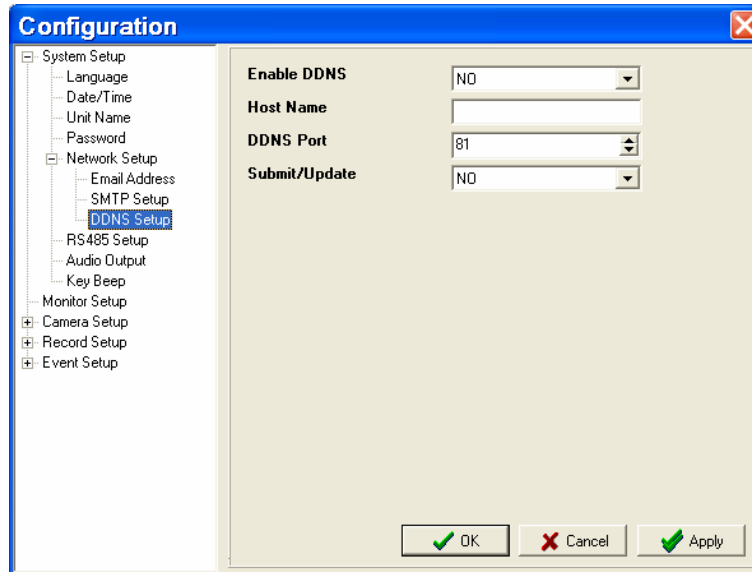 Configuration
System Setup
Language
Date/Time
Unit Name
Password
Network Setup
Email Address
SMTP Setup
DDNS Setup
RS485 Setup
Audio Output
Key Beep
Monitor Setup
Camera Setup
Record Setup
Event Setup
Enable DDNS NO
Host Name
DDNS Port 81
Submit/Update NO
OK Cancel Apply